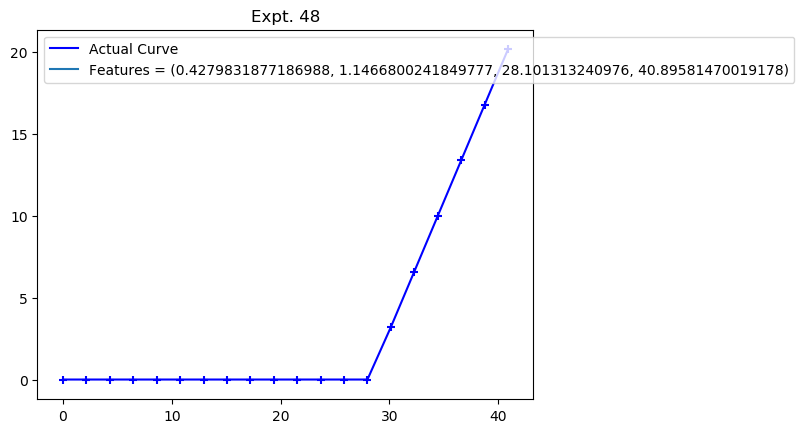 Expt. 48
Actual Curve
Features = (0.4279831877186988, 1.1466800241849777, 28.101313240976, 40.89581470019178)
20
15
10
5
0
0 10 20 30 40